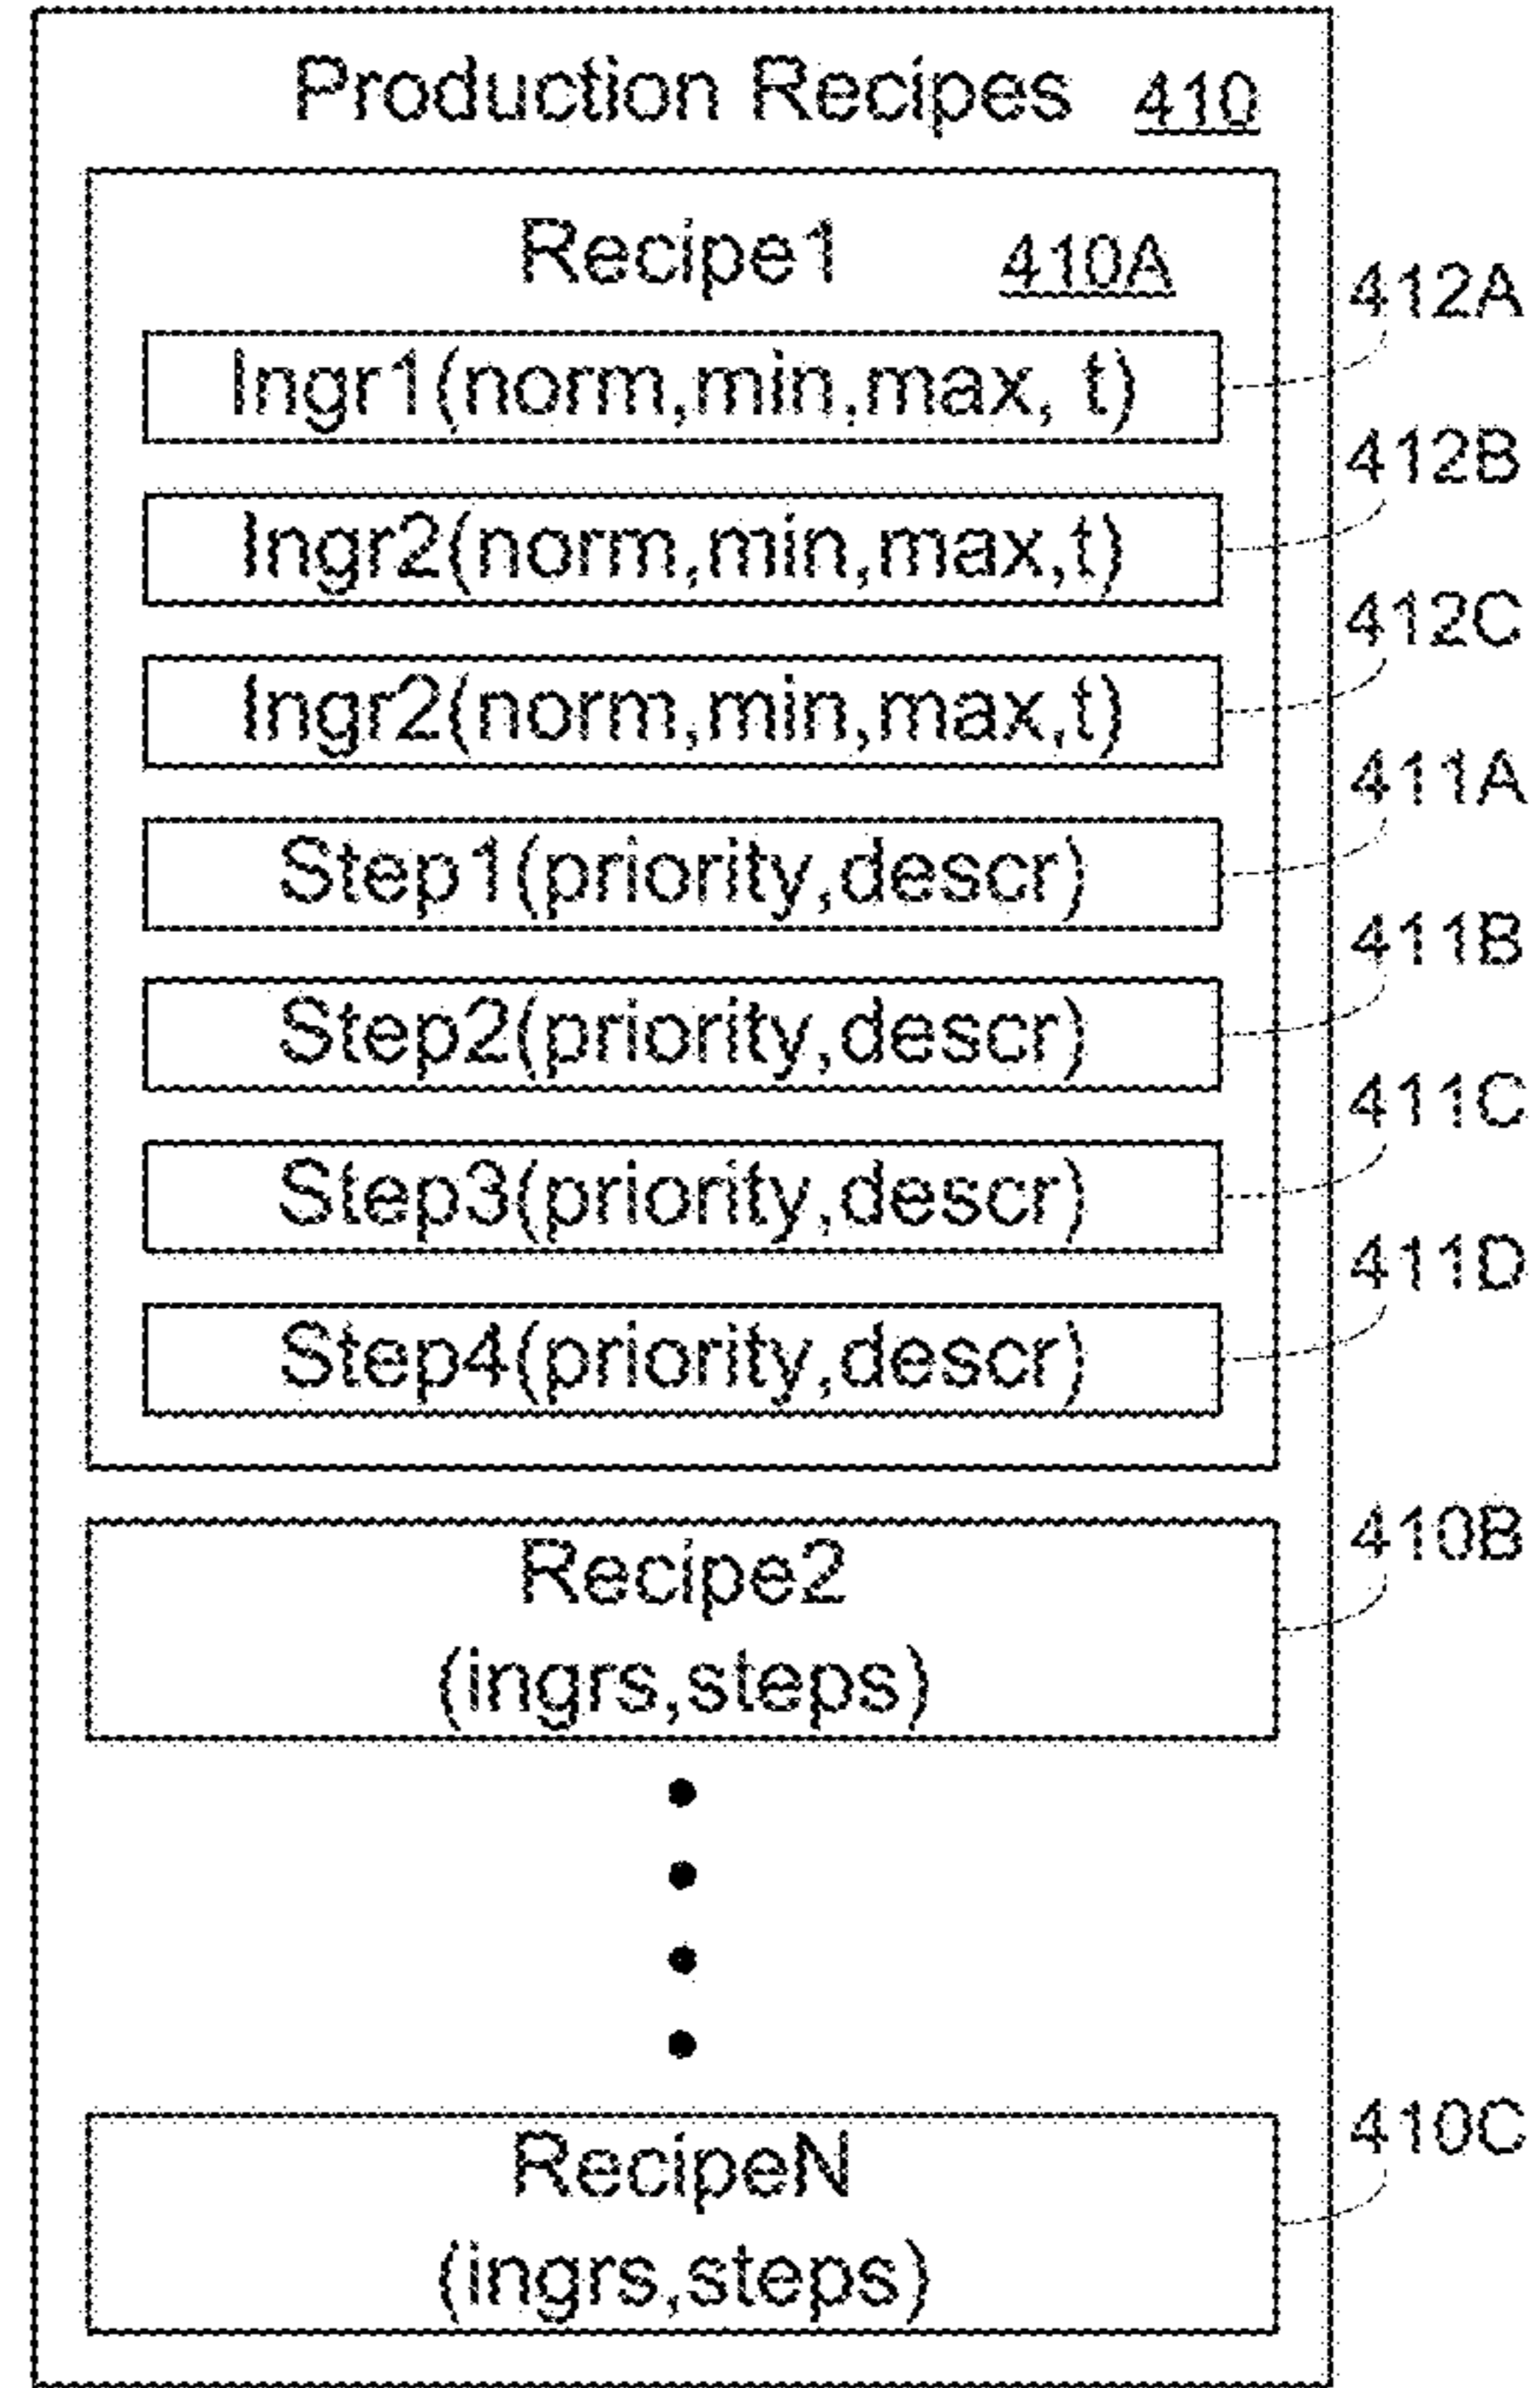 Production Recipes 410
Recipe1 410A
412A
Ingr1(norm,min,max, t)
412B
Ingr2(norm,min,max,t)
412C
Ingr2(norm,min,max,t)
411A
Step1(priority,descr)
411B
Step2(priority,descr)
411C
Step3(priority,descr)
411D
Step4(priority,descr)
410B
Recipe2
(ingrs,steps)
410C
RecipeN
(ingrs,steps)